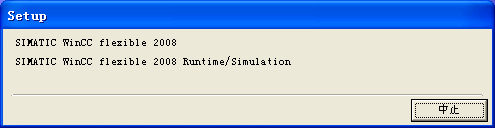 Setup
SIMATIC WinCC flexible 2008
SIMATIC WinCC flexible 2008 Runtime/Simulation
中止